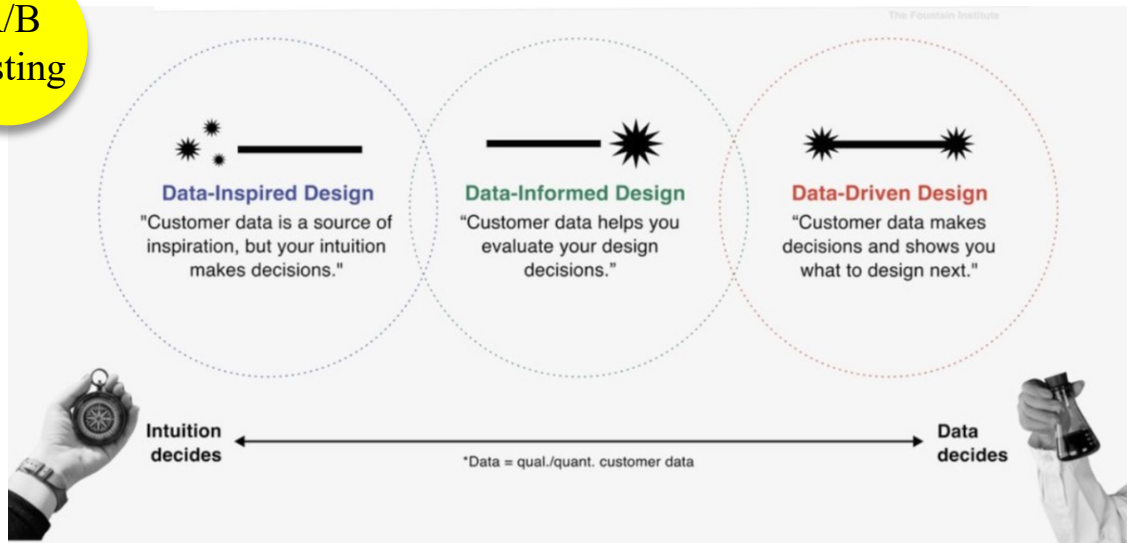 /B
sting
The Fountain Institute
Data-Inspired Design
"Customer data is a source of
inspiration, but your intuition
makes decisions."
Data-Informed Design
“Customer data helps you
evaluate your design
decisions.”
Data-Driven Design
“Customer data makes
decisions and shows you
what to design next."
Intuition
decides
*Data = qual./quant. customer data
Data
decides